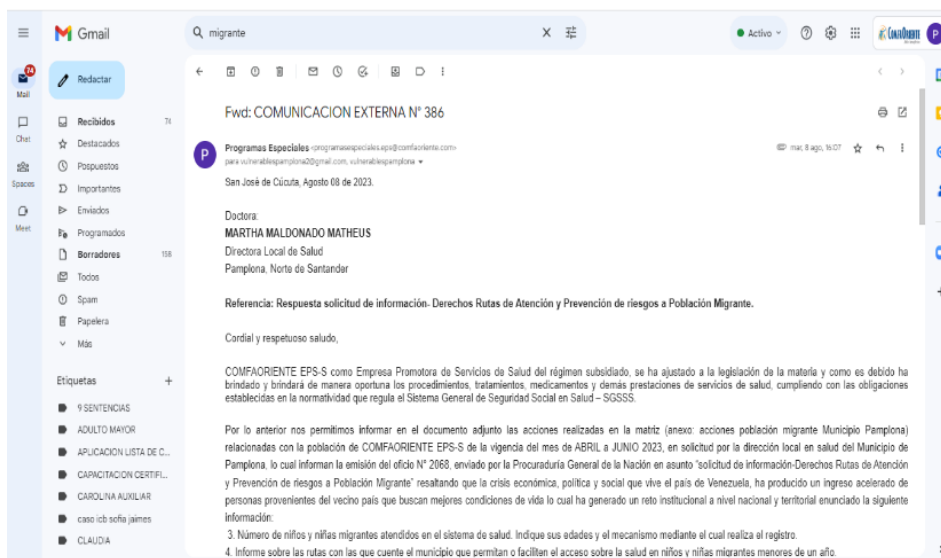 Gmail
migrante
Activo
COMFAORIENTE
P
74
Mail
Redactar
Chat
Spaces
Meet
Recibidos 74
Destacados
Pospuestos
Importantes
Enviados
Programados
Borradores 158
Todos
Spam
Papelera
Más
Etiquetas +
9 SENTENCIAS
ADULTO MAYOR
APLICACION LISTA DE C...
CAPACITACION CERTIFI...
CAROLINA AUXILIAR
caso icb sofia jaimes
CLAUDIA
Fwd: COMUNICACION EXTERNA N° 386
P
Programas Especiales <programasespeciales.eps@comfaoriente.com>
para vulnerablespamplona2@gmail.com, vulnerablespamplona
mar, 8 ago, 16:07
San José de Cúcuta, Agosto 08 de 2023.
Doctora:
MARTHA MALDONADO MATHEUS
Directora Local de Salud
Pamplona, Norte de Santander
Referencia: Respuesta solicitud de información- Derechos Rutas de Atención y Prevención de riesgos a Población Migrante.
Cordial y respetuoso saludo,
COMFAORIENTE EPS-S como Empresa Promotora de Servicios de Salud del régimen subsidiado, se ha ajustado a la legislación de la materia y como es debido ha
brindado y brindará de manera oportuna los procedimientos, tratamientos, medicamentos y demás prestaciones de servicios de salud, cumpliendo con las obligaciones
establecidas en la normatividad que regula el Sistema General de Seguridad Social en Salud – SGSSS.
Por lo anterior nos permitimos informar en el documento adjunto las acciones realizadas en la matriz (anexo: acciones población migrante Municipio Pamplona)
relacionadas con la población de COMFAORIENTE EPS-S de la vigencia del mes de ABRIL a JUNIO 2023, en solicitud por la dirección local en salud del Municipio de
Pamplona, lo cual informan la emisión del oficio N° 2068, enviado por la Procuraduría General de la Nación en asunto "solicitud de información-Derechos Rutas de Atención
y Prevención de riesgos a Población Migrante" resaltando que la crisis económica, política y social que vive el país de Venezuela, ha producido un ingreso acelerado de
personas provenientes del vecino país que buscan mejores condiciones de vida lo cual ha generado un reto institucional a nivel nacional y territorial enunciado la siguiente
información:
3. Número de niños y niñas migrantes atendidos en el sistema de salud. Indique sus edades y el mecanismo mediante el cual realiza el registro.
4. Informe sobre las rutas con las que cuente el municipio que permitan o faciliten el acceso sobre la salud en niños y niñas migrantes menores de un año.